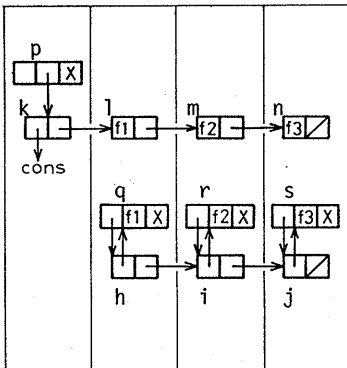 p
X
k l m n
f1 f2 f3
cons
q r s
f1 X f2 X f3 X
h i j